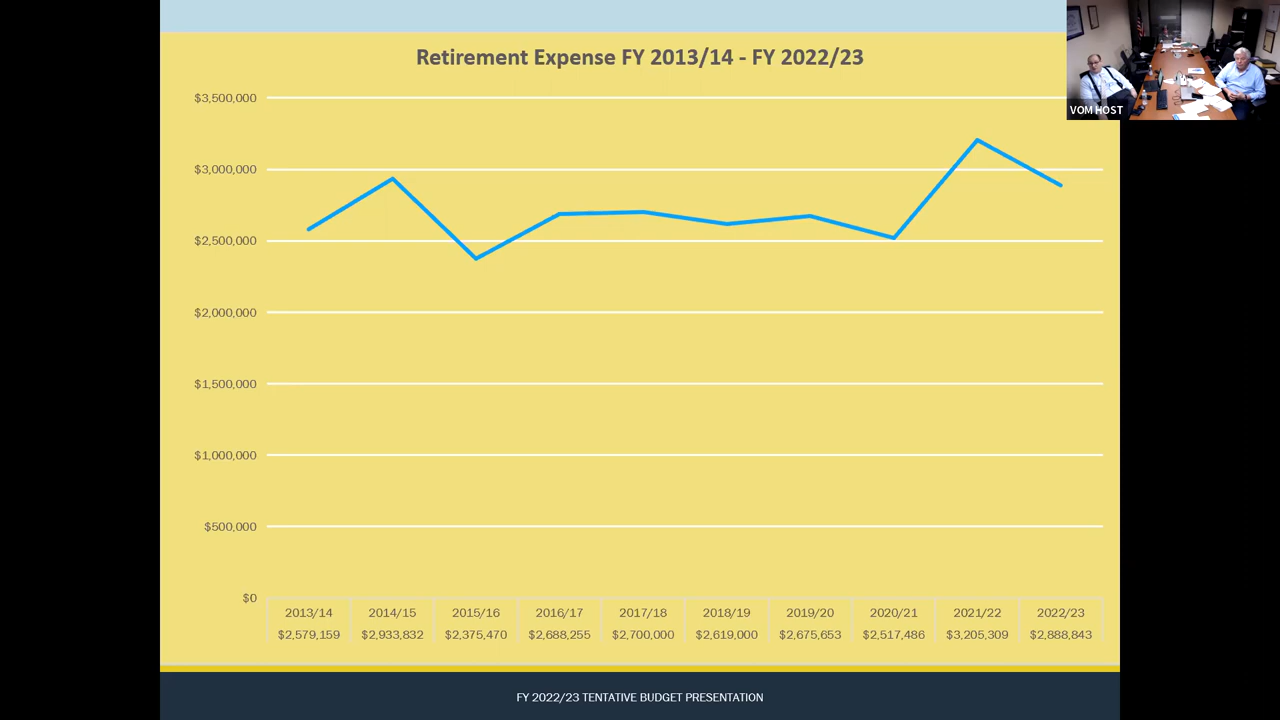 Retirement Expense FY 2013/14 - FY 2022/23
VOM HOST
$3,500,000
$3,000,000
$2,500,000
$2,000,000
$1,500,000
$1,000,000
$500,000
$0
2013/14 2014/15 2015/16 2016/17 2017/18 2018/19 2019/20 2020/21 2021/22 2022/23
$2,579,159 $2,933,832 $2,375,470 $2,688,255 $2,700,000 $2,619,000 $2,675,653 $2,517,486 $3,205,309 $2,888,843
FY 2022/23 TENTATIVE BUDGET PRESENTATION